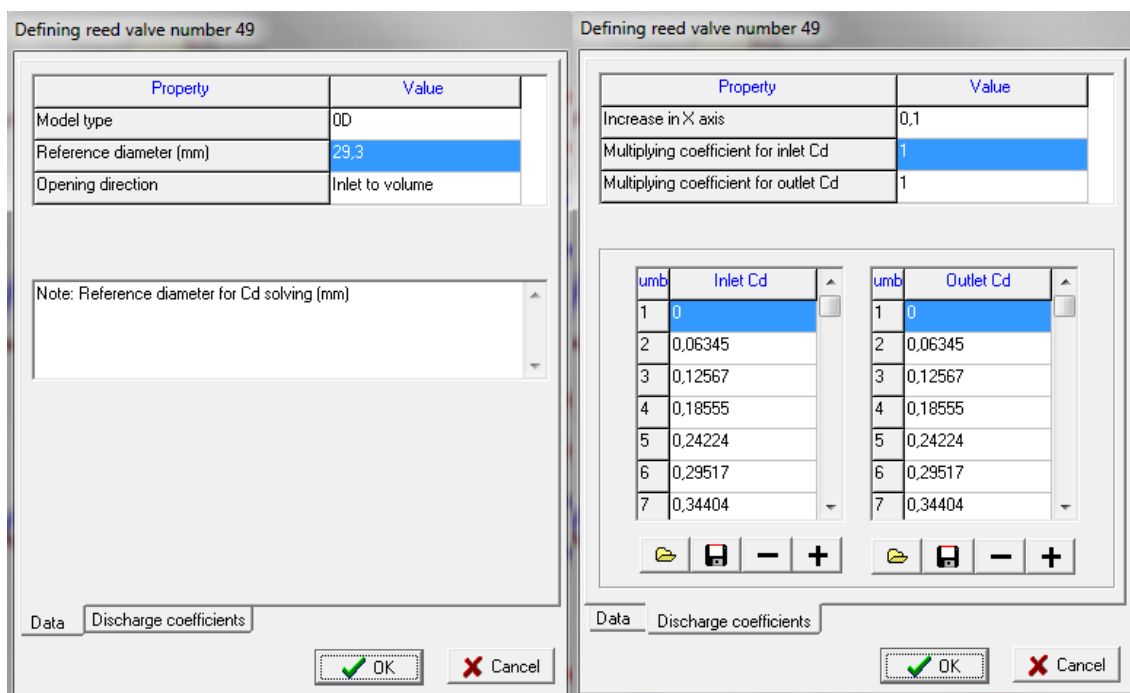 Defining reed valve number 49
Property Value
Model type 0D
Reference diameter (mm) 29,3
Opening direction Inlet to volume
Note: Reference diameter for Cd solving (mm)
Data Discharge coefficients
OK Cancel
Defining reed valve number 49
Property Value
Increase in X axis 0,1
Multiplying coefficient for inlet Cd 1
Multiplying coefficient for outlet Cd 1
umb Inlet Cd umb Outlet Cd
1 0 1 0
2 0,06345 2 0,06345
3 0,12567 3 0,12567
4 0,18555 4 0,18555
5 0,24224 5 0,24224
6 0,29517 6 0,29517
7 0,34404 7 0,34404
Data Discharge coefficients
OK Cancel